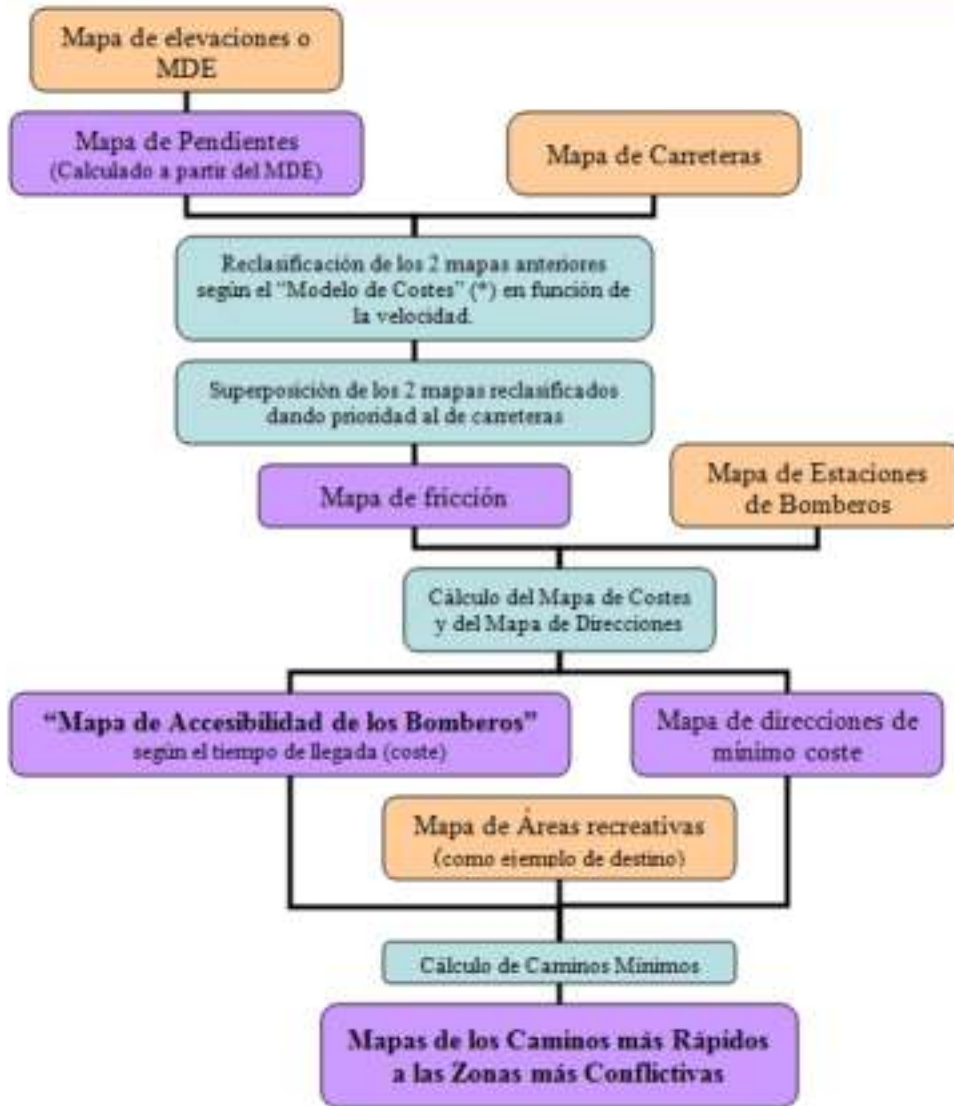 Mapa de elevaciones o
MDE
Mapa de Pendientes
(Calculado a partir del MDE)
Mapa de Carreteras
Reclasificación de los 2 mapas anteriores
según el “Modelo de Costes” (*) en función de
la velocidad.
Superposición de los 2 mapas reclasificados
dando prioridad al de carreteras
Mapa de fricción
Mapa de Estaciones
de Bomberos
Cálculo del Mapa de Costes
y del Mapa de Direcciones
“Mapa de Accesibilidad de los Bomberos”
según el tiempo de llegada (coste)
Mapa de direcciones de
mínimo coste
Mapa de Áreas recreativas
(como ejemplo de destino)
Cálculo de Caminos Mínimos
Mapas de los Caminos más Rápidos
a las Zonas más Conflictivas